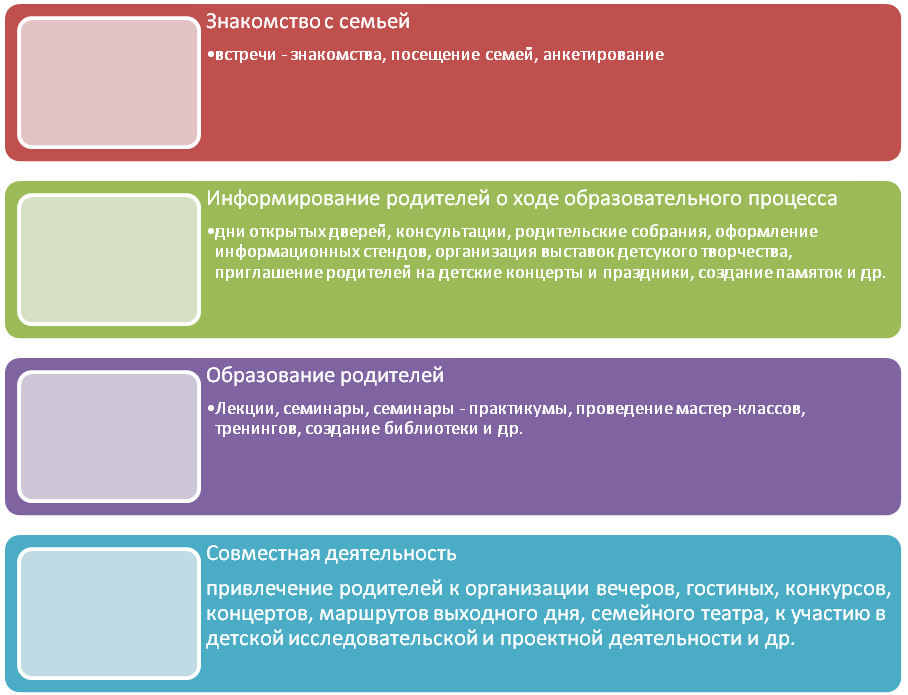 Знакомство с семьей
•встречи - знакомства, посещение семей, анкетирование
Информирование родителей о ходе образовательного процесса
•дни открытых дверей, консультации, родительские собрания, оформление
информационных стендов, организация выставок детсукого творчества,
приглашение родителей на детские концерты и праздники, создание памяток и др.
Образование родителей
•Лекции, семинары, семинары - практикумы, проведение мастер-классов,
тренингов, создание библиотеки и др.
Совместная деятельность
привлечение родителей к организации вечеров, гостиных, конкурсов,
концертов, маршрутов выходного дня, семейного театра, к участию в
детской исследовательской и проектной деятельности и др.